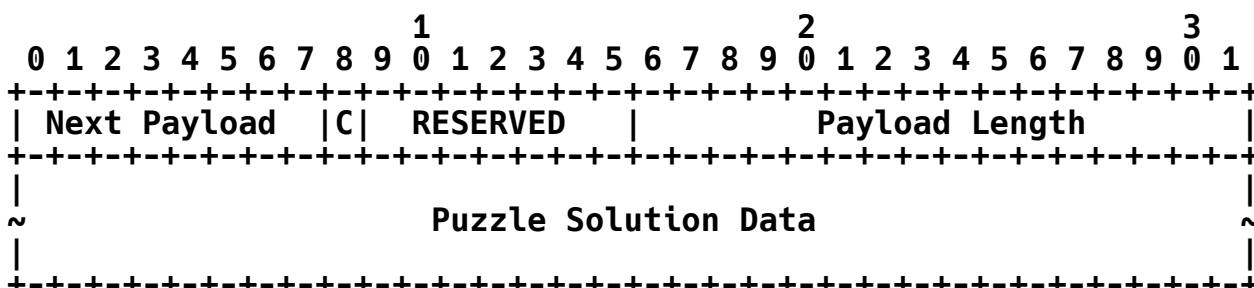 1                   2                   3
 0 1 2 3 4 5 6 7 8 9 0 1 2 3 4 5 6 7 8 9 0 1 2 3 4 5 6 7 8 9 0 1
+-+-+-+-+-+-+-+-+-+-+-+-+-+-+-+-+-+-+-+-+-+-+-+-+-+-+-+-+-+-+-+-+
| Next Payload  |C|  RESERVED   |         Payload Length        |
+-+-+-+-+-+-+-+-+-+-+-+-+-+-+-+-+-+-+-+-+-+-+-+-+-+-+-+-+-+-+-+-+
|                                                               |
~                     Puzzle Solution Data                      ~
|                                                               |
+-+-+-+-+-+-+-+-+-+-+-+-+-+-+-+-+-+-+-+-+-+-+-+-+-+-+-+-+-+-+-+-+